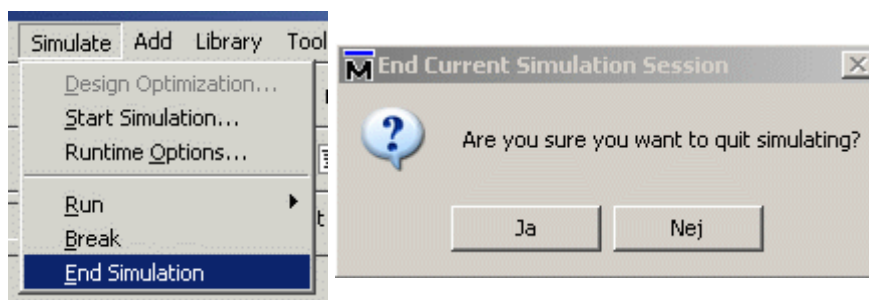 Simulate Add Library Tool
Design Optimization...
Start Simulation...
Runtime Options...
Run
Break
End Simulation
End Current Simulation Session
Are you sure you want to quit simulating?
Ja Nej